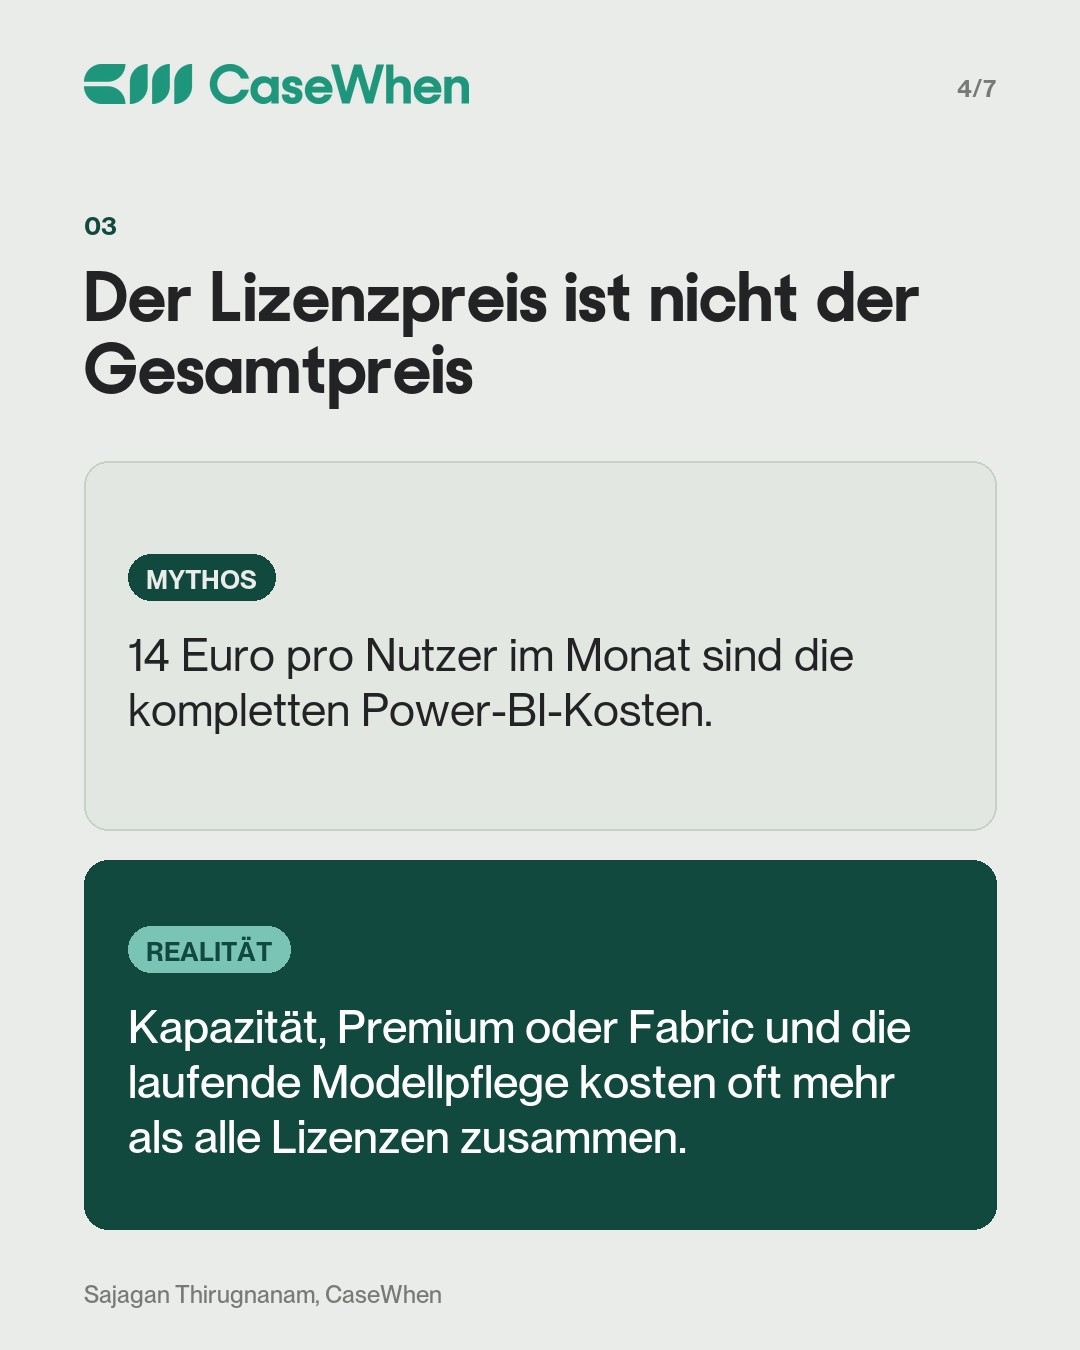 CaseWhen
4/7
03
Der Lizenzpreis ist nicht der
Gesamtpreis
MYTHOS
14 Euro pro Nutzer im Monat sind die
kompletten Power-BI-Kosten.
REALITÄT
Kapazität, Premium oder Fabric und die
laufende Modellpflege kosten oft mehr
als alle Lizenzen zusammen.
Sajagan Thirugnanam, CaseWhen